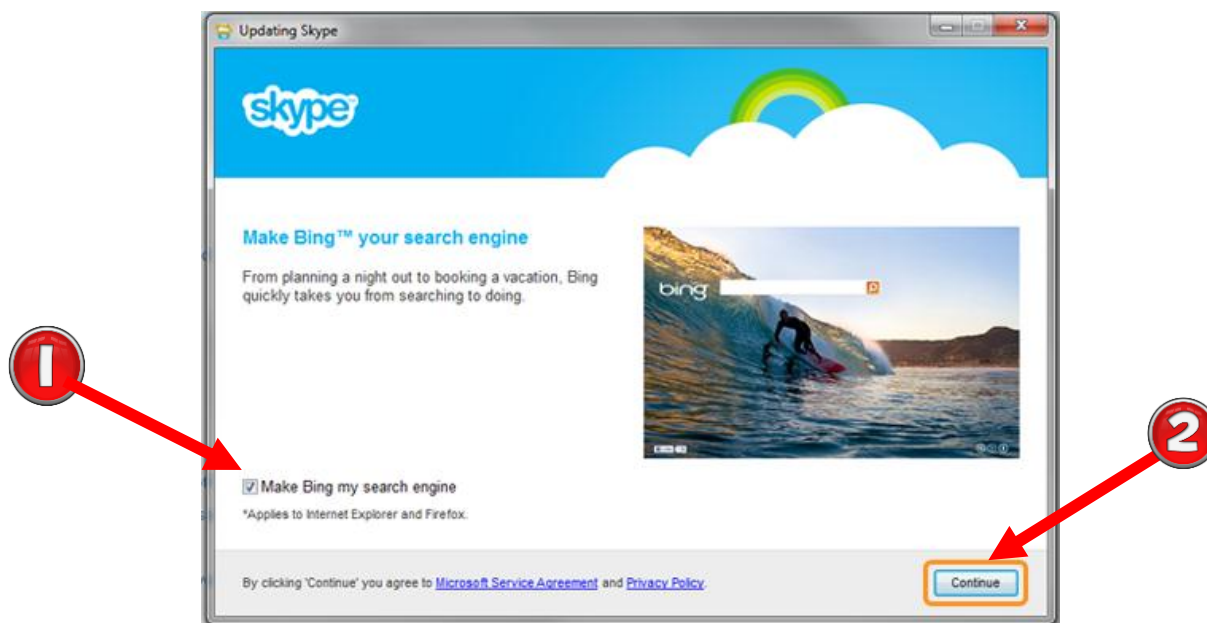 Updating Skype
skype
Make Bing™ your search engine
From planning a night out to booking a vacation, Bing
quickly takes you from searching to doing.
bing
1
2
Make Bing my search engine
*Applies to Internet Explorer and Firefox.
By clicking 'Continue' you agree to Microsoft Service Agreement and Privacy Policy.
Continue